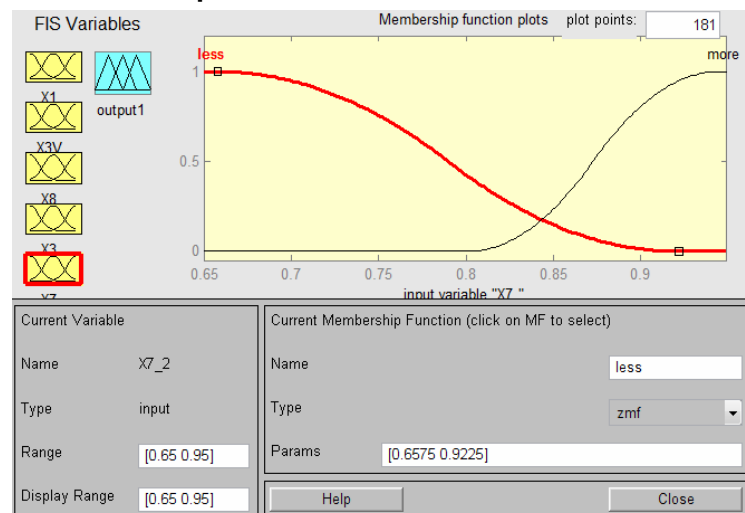 FIS Variables
Membership function plots plot points: 181
less
more
X1
output1
X3V
X8
X3
X7
1
0.5
0
0.65 0.7 0.75 0.8 0.85 0.9
input variable "X7 "
Current Variable
Name X7_2
Type input
Range [0.65 0.95]
Display Range [0.65 0.95]
Current Membership Function (click on MF to select)
Name less
Type zmf
Params [0.6575 0.9225]
Help Close